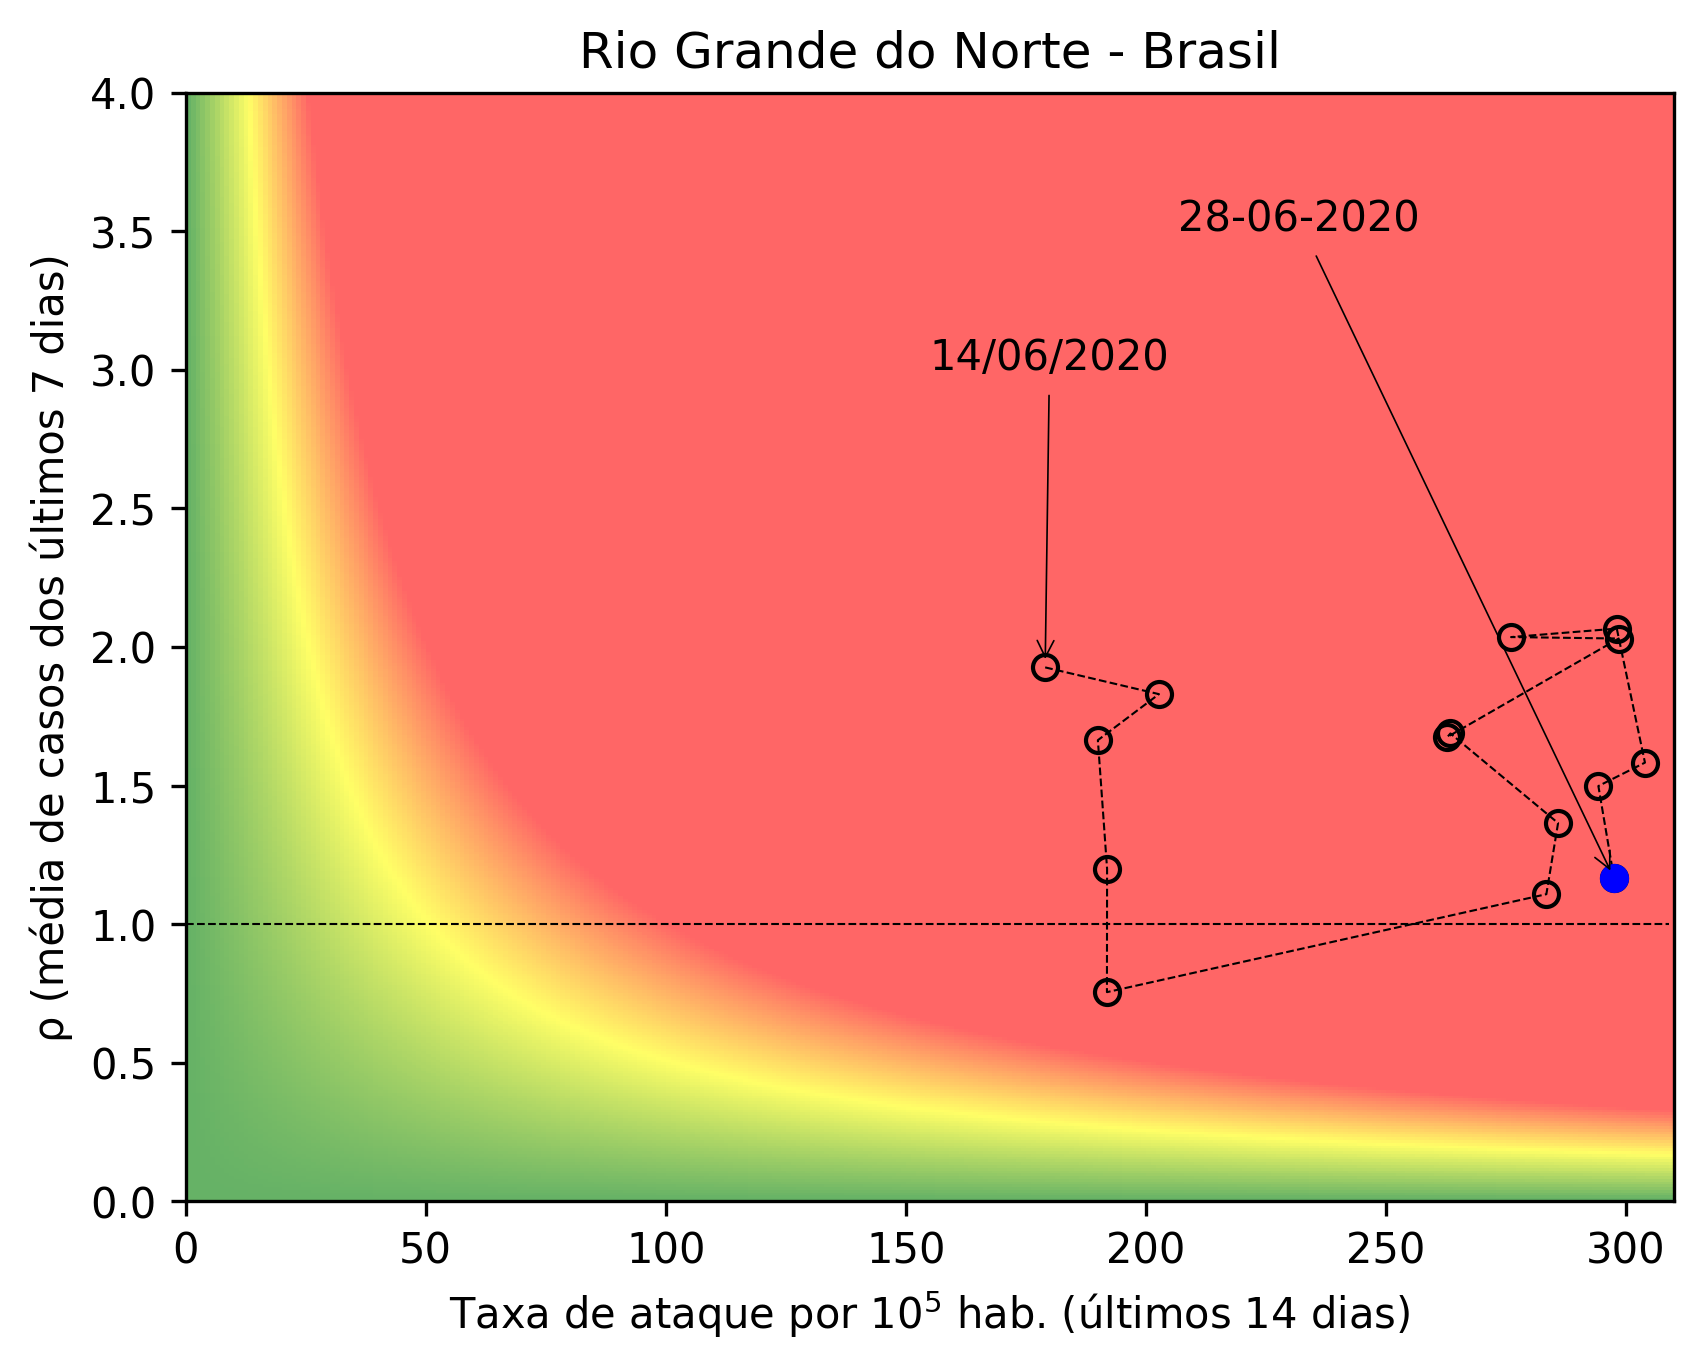 Rio Grande do Norte - Brasil
4.0
3.5
3.0
2.5
2.0
1.5
1.0
0.5
0.0
ρ (média de casos dos últimos 7 dias)
28-06-2020
14/06/2020
0 50 100 150 200 250 300
Taxa de ataque por 10⁵ hab. (últimos 14 dias)